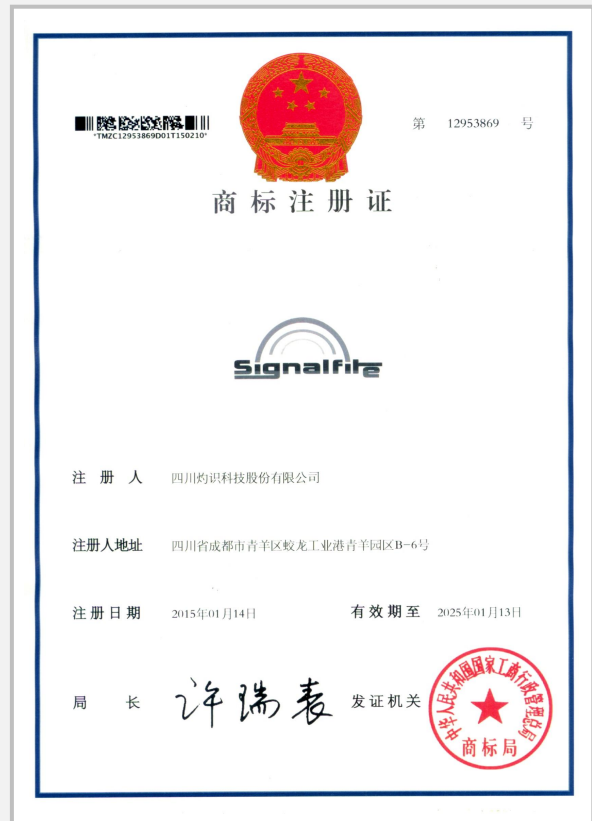 第 12953869 号
*TMZC12953869D01T150210*
商标注册证
Signalfire
注册人 四川灼识科技股份有限公司
注册人地址 四川省成都市青羊区蛟龙工业港青羊园区B-6号
注册日期 2015年01月14日 有效期至 2025年01月13日
局长 许瑞表 发证机关
中华人民共和国国家工商行政管理总局
商标局